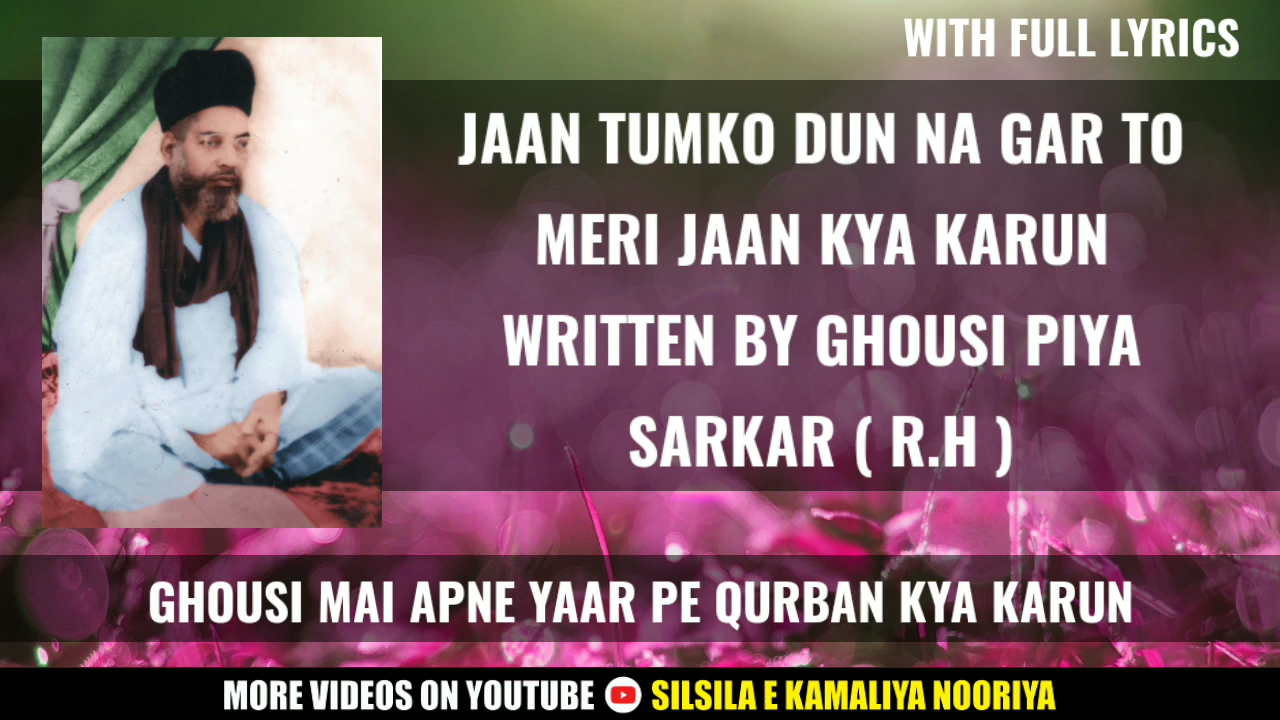 WITH FULL LYRICS
JAAN TUMKO DUN NA GAR TO
MERI JAAN KYA KARUN
WRITTEN BY GHOUSI PIYA
SARKAR ( R.H )
GHOUSI MAI APNE YAAR PE QURBAN KYA KARUN
MORE VIDEOS ON YOUTUBE SILSILA E KAMALIYA NOORIYA